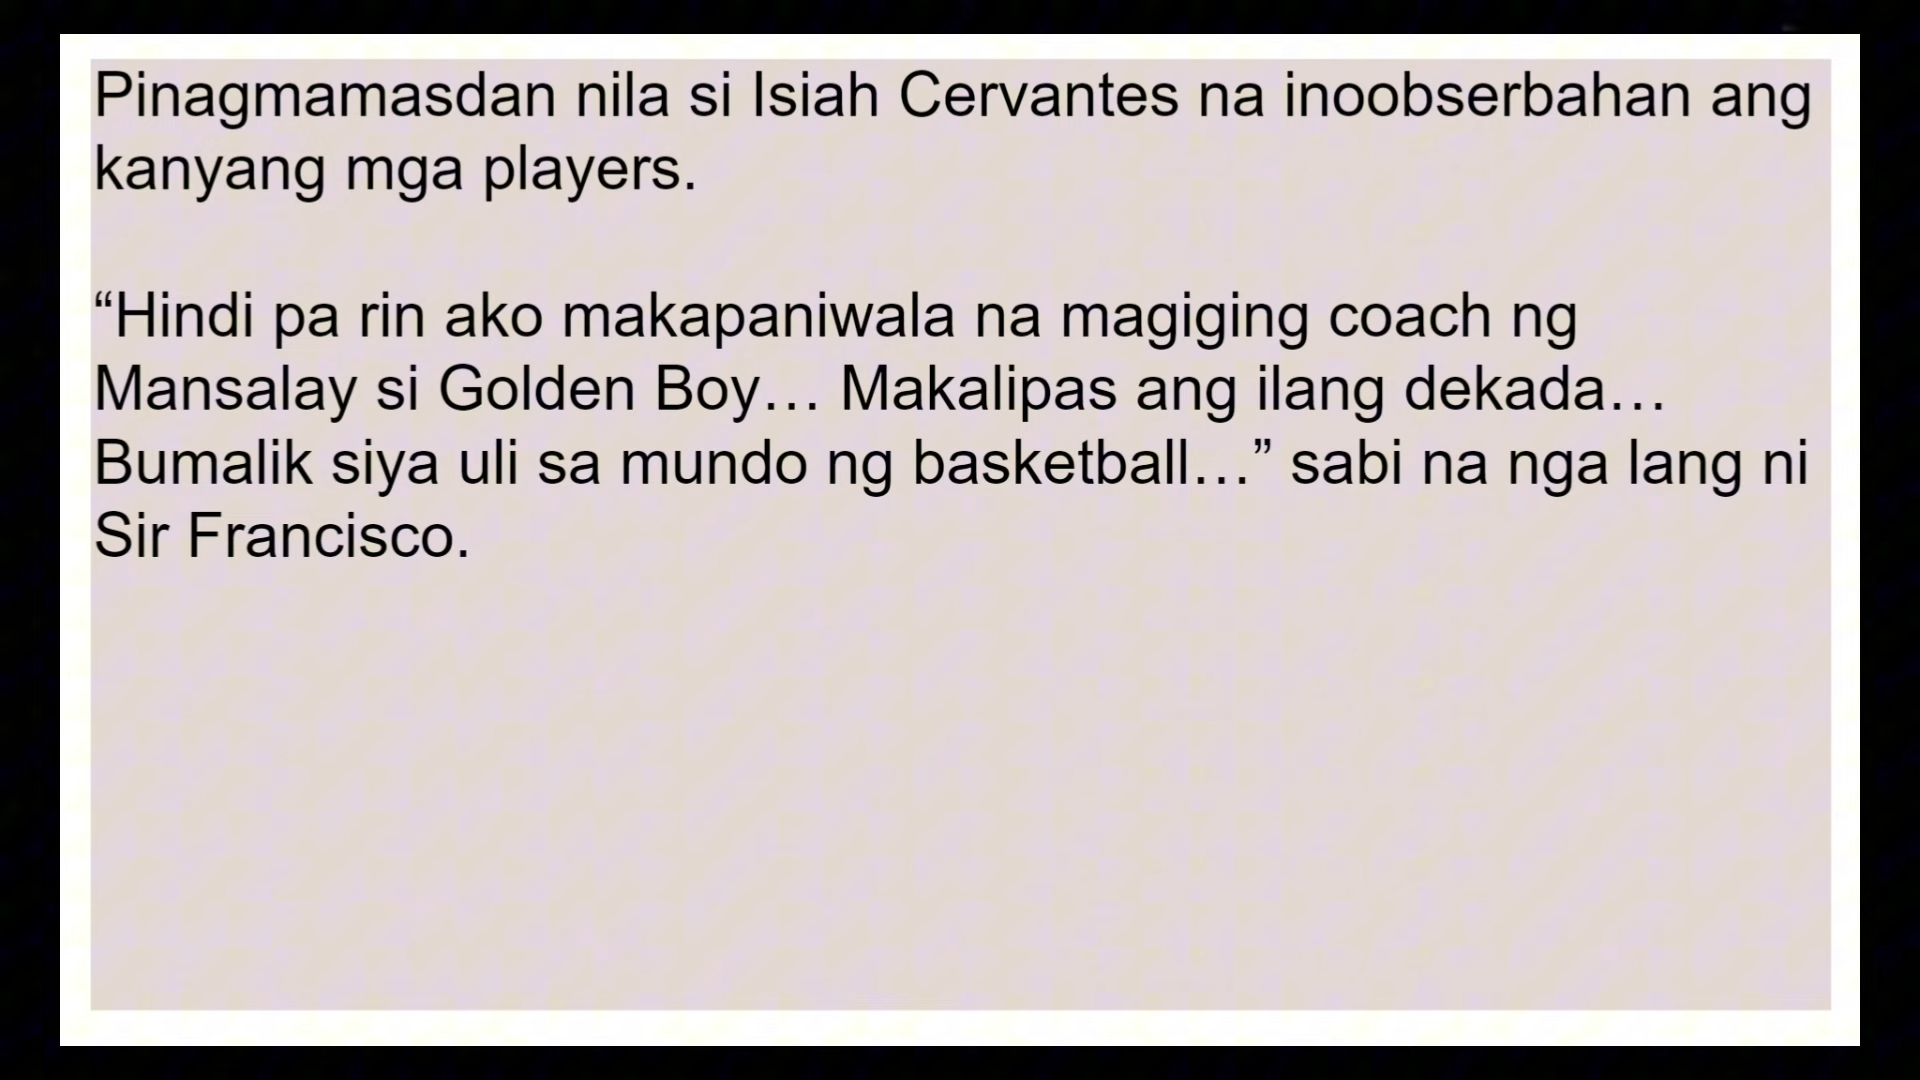 Pinagmamasdan nila si Isiah Cervantes na inoobserbahan ang
kanyang mga players.
“Hindi pa rin ako makapaniwala na magiging coach ng
Mansalay si Golden Boy… Makalipas ang ilang dekada…
Bumalik siya uli sa mundo ng basketball…” sabi na nga lang ni
Sir Francisco.